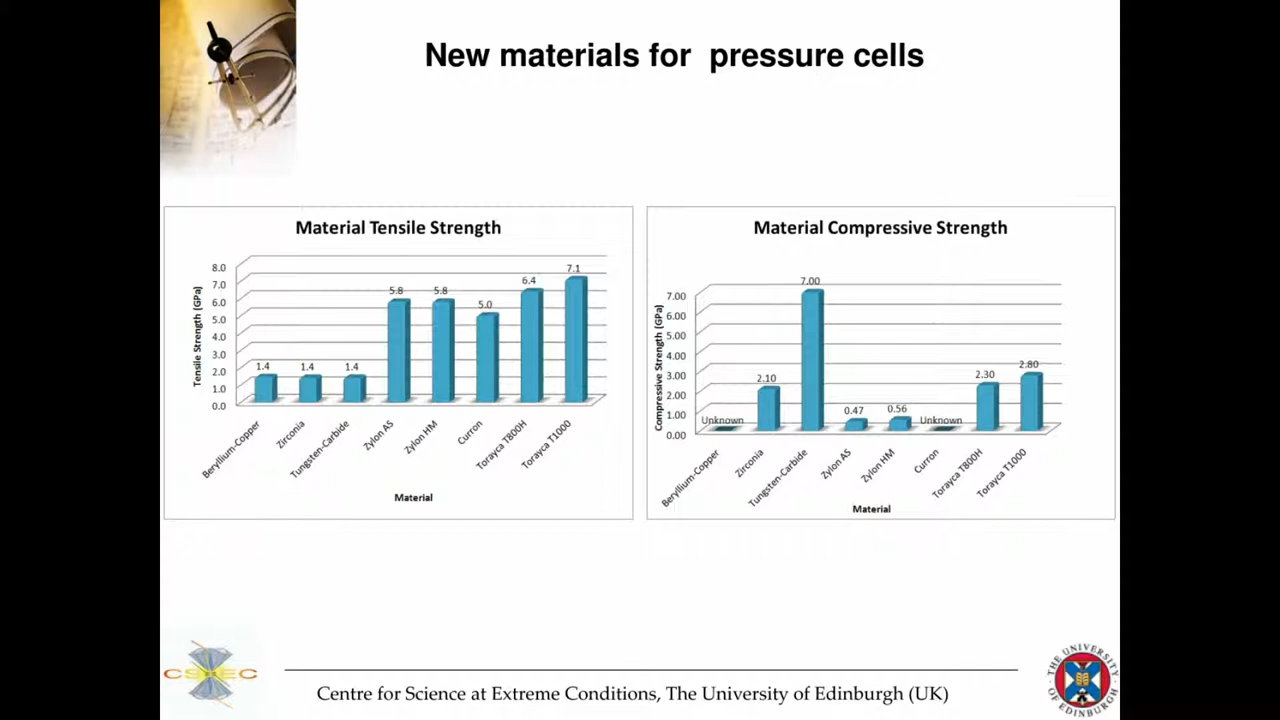 New materials for pressure cells
Material Tensile Strength
8.0
7.0
6.0
5.0
4.0
3.0
2.0
1.0
0.0
Tensile Strength (GPa)
1.4
1.4
1.4
5.8
5.8
5.0
6.4
7.1
Beryllium-Copper
Zirconia
Tungsten-Carbide
Zylon AS
Zylon HM
Curron
Torayca T800H
Torayca T1000
Material
Material Compressive Strength
7.00
6.00
5.00
4.00
3.00
2.00
1.00
0.00
Compressive Strength (GPa)
Unknown
2.10
7.00
0.47
0.56
Unknown
2.30
2.80
Beryllium-Copper
Zirconia
Tungsten-Carbide
Zylon AS
Zylon HM
Curron
Torayca T800H
Torayca T1000
Material
CSEC
Centre for Science at Extreme Conditions, The University of Edinburgh (UK)
THE UNIVERSITY
OF EDINBURGH